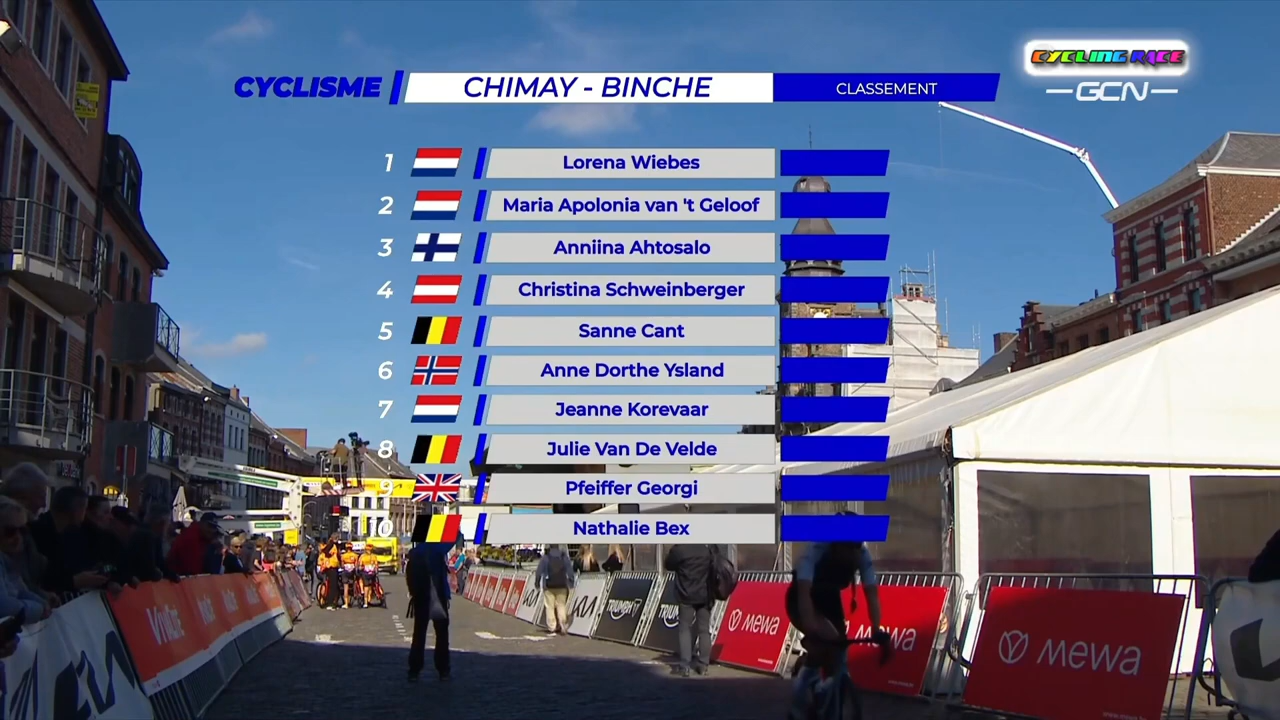 CYCLING RACE
GCN
CYCLISME CHIMAY - BINCHE CLASSEMENT
1 Lorena Wiebes
2 Maria Apolonia van 't Geloof
3 Anniina Ahtosalo
4 Christina Schweinberger
5 Sanne Cant
6 Anne Dorthe Ysland
7 Jeanne Korevaar
8 Julie Van De Velde
9 Pfeiffer Georgi
10 Nathalie Bex
TRIUMPH
mewa
mewa
mewa